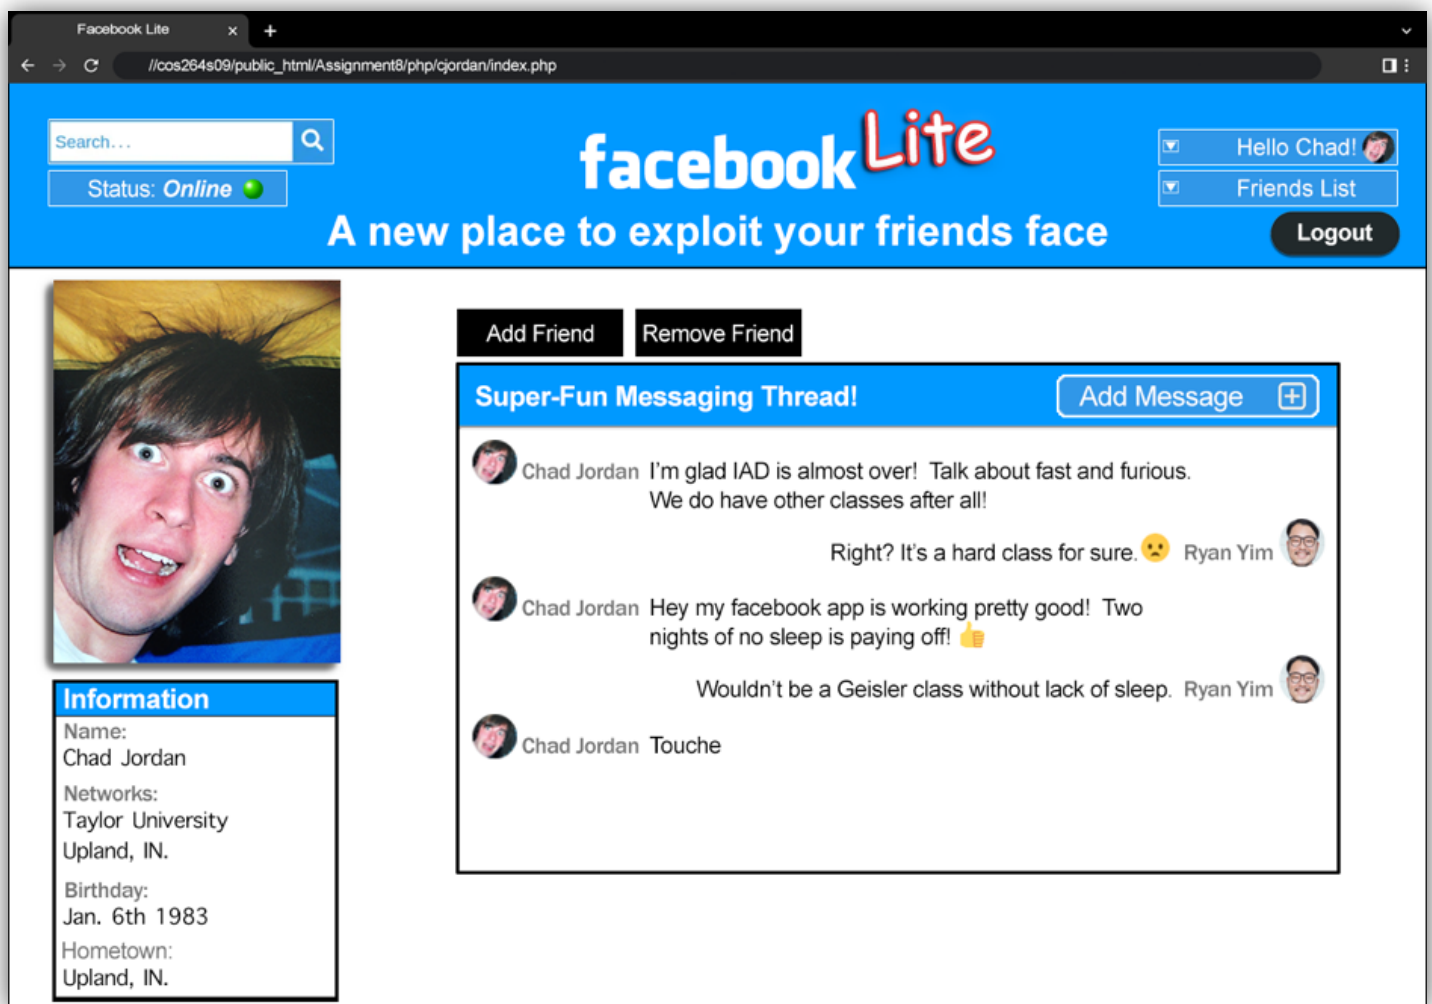 Facebook Lite
//cos264s09/public_html/Assignment8/php/cjordan/index.php
Search...
Status: Online
facebook Lite
A new place to exploit your friends face
Hello Chad!
Friends List
Logout
Add Friend
Remove Friend
Super-Fun Messaging Thread!
Add Message
Chad Jordan I'm glad IAD is almost over! Talk about fast and furious.
We do have other classes after all!
Right? It's a hard class for sure. Ryan Yim
Chad Jordan Hey my facebook app is working pretty good! Two
nights of no sleep is paying off!
Wouldn't be a Geisler class without lack of sleep. Ryan Yim
Chad Jordan Touche
Information
Name:
Chad Jordan
Networks:
Taylor University
Upland, IN.
Birthday:
Jan. 6th 1983
Hometown:
Upland, IN.